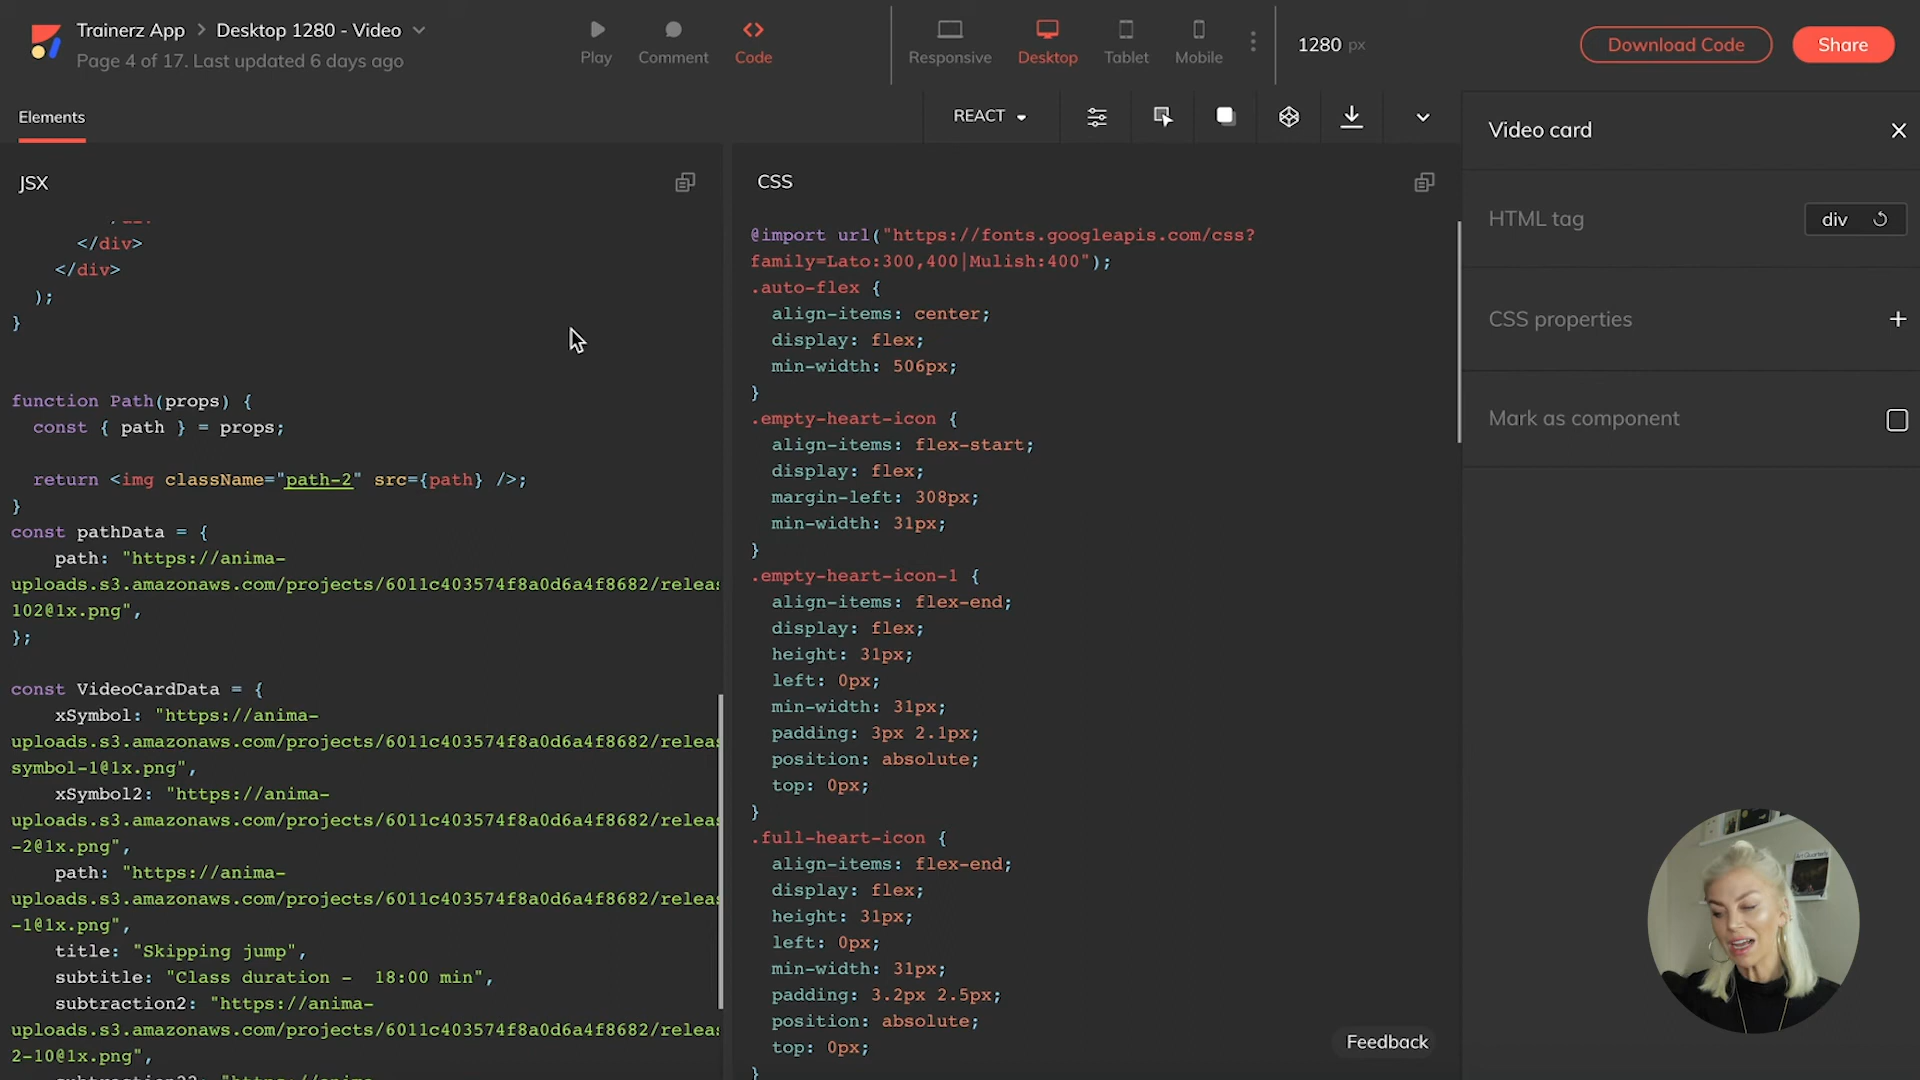 Trainerz App > Desktop 1280 - Video
Page 4 of 17. Last updated 6 days ago
Play
Comment
Code
Responsive
Desktop
Tablet
Mobile
1280 px
Download Code
Share
Elements
REACT
Video card
JSX
</div>
</div>
);
}
function Path(props) {
const { path } = props;
return <img className="path-2" src={path} />;
}
const pathData = {
path: "https://anima-
uploads.s3.amazonaws.com/projects/6011c403574f8a0d6a4f8682/releas
102@1x.png",
};
const VideoCardData = {
xSymbol: "https://anima-
uploads.s3.amazonaws.com/projects/6011c403574f8a0d6a4f8682/releas
symbol-1@1x.png",
xSymbol2: "https://anima-
uploads.s3.amazonaws.com/projects/6011c403574f8a0d6a4f8682/releas
-2@1x.png",
path: "https://anima-
uploads.s3.amazonaws.com/projects/6011c403574f8a0d6a4f8682/releas
-1@1x.png",
title: "Skipping jump",
subtitle: "Class duration -  18:00 min",
subtraction2: "https://anima-
uploads.s3.amazonaws.com/projects/6011c403574f8a0d6a4f8682/releas
2-10@1x.png",
CSS
@import url("https://fonts.googleapis.com/css?
family=Lato:300,400|Mulish:400");
.auto-flex {
align-items: center;
display: flex;
min-width: 506px;
}
.empty-heart-icon {
align-items: flex-start;
display: flex;
margin-left: 308px;
min-width: 31px;
}
.empty-heart-icon-1 {
align-items: flex-end;
display: flex;
height: 31px;
left: 0px;
min-width: 31px;
padding: 3px 2.1px;
position: absolute;
top: 0px;
}
.full-heart-icon {
align-items: flex-end;
display: flex;
height: 31px;
left: 0px;
min-width: 31px;
padding: 3.2px 2.5px;
position: absolute;
top: 0px;
}
HTML tag
div
CSS properties
+
Mark as component
Feedback